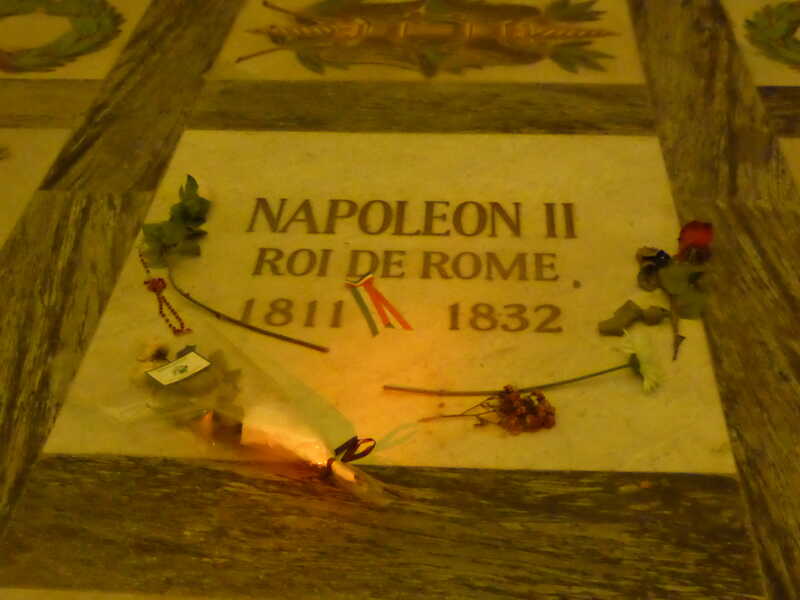 NAPOLEON II
ROI DE ROME
1811 1832